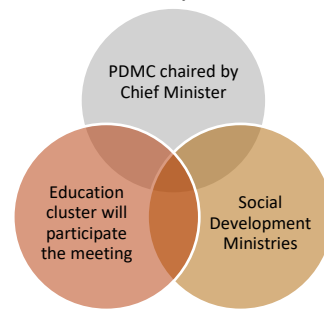 PDMC chaired by
Chief Minister
Education
cluster will
participate
the meeting
Social
Development
Ministries